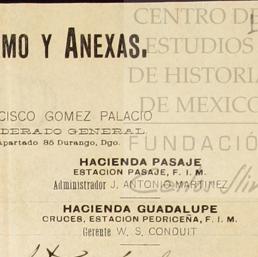 CENTRO DE
ESTUDIOS
DE HISTORIA
DE MEXICO
FUNDACIÓN
MO Y ANEXAS.
CISCO GOMEZ PALACIO
DERADO GENERAL
Apartado 85 Durango, Dgo.
HACIENDA PASAJE
ESTACION PASAJE, F. I. M.
Administrador J. ANTONIO MARTINEZ
HACIENDA GUADALUPE
CRUCES, ESTACION PEDRICEÑA, F. I. M.
Gerente W. S. CONDUIT